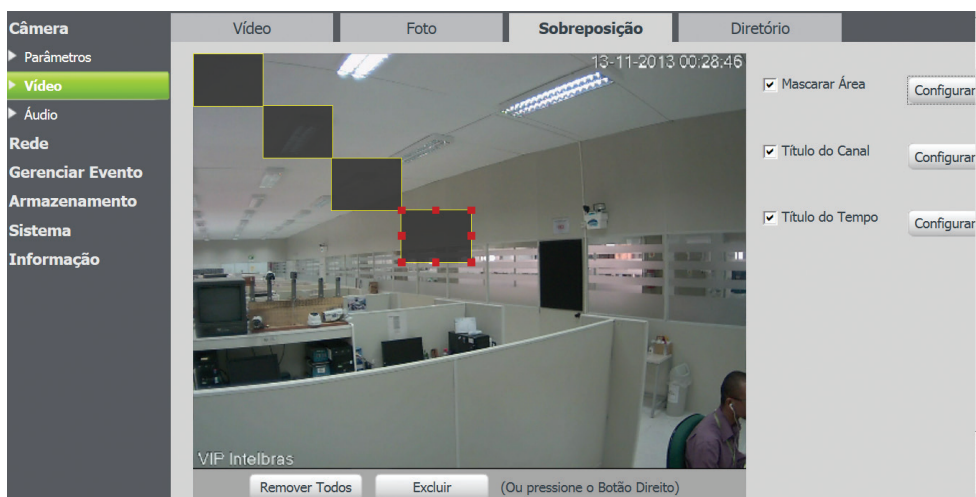 Câmera
Parâmetros
Vídeo
Áudio
Rede
Gerenciar Evento
Armazenamento
Sistema
Informação
Vídeo
Foto
Sobreposição
Diretório
13-11-2013 00:28:46
VIP Intelbras
Mascarar Área
Configurar
Título do Canal
Configurar
Título do Tempo
Configurar
Remover Todos
Excluir
(Ou pressione o Botão Direito)